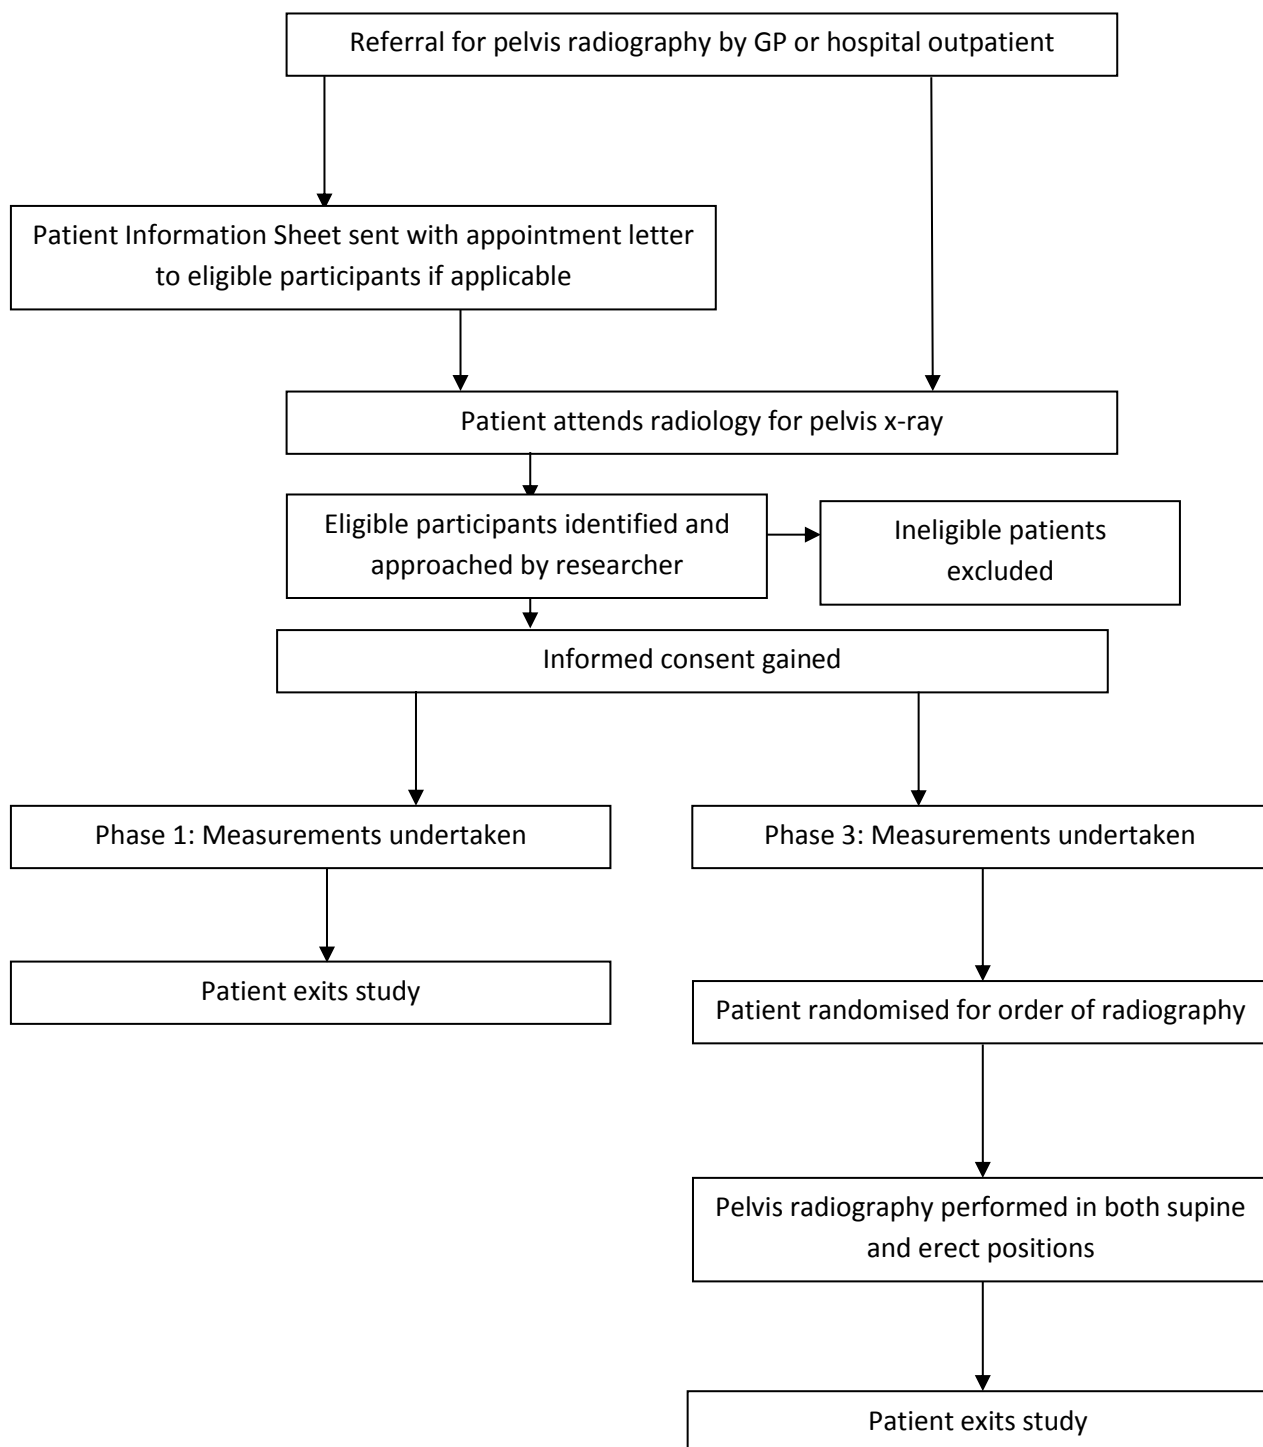 Referral for pelvis radiography by GP or hospital outpatient
Patient Information Sheet sent with appointment letter
to eligible participants if applicable
Patient attends radiology for pelvis x-ray
Eligible participants identified and
approached by researcher
Ineligible patients
excluded
Informed consent gained
Phase 1: Measurements undertaken
Phase 3: Measurements undertaken
Patient exits study
Patient randomised for order of radiography
Pelvis radiography performed in both supine
and erect positions
Patient exits study